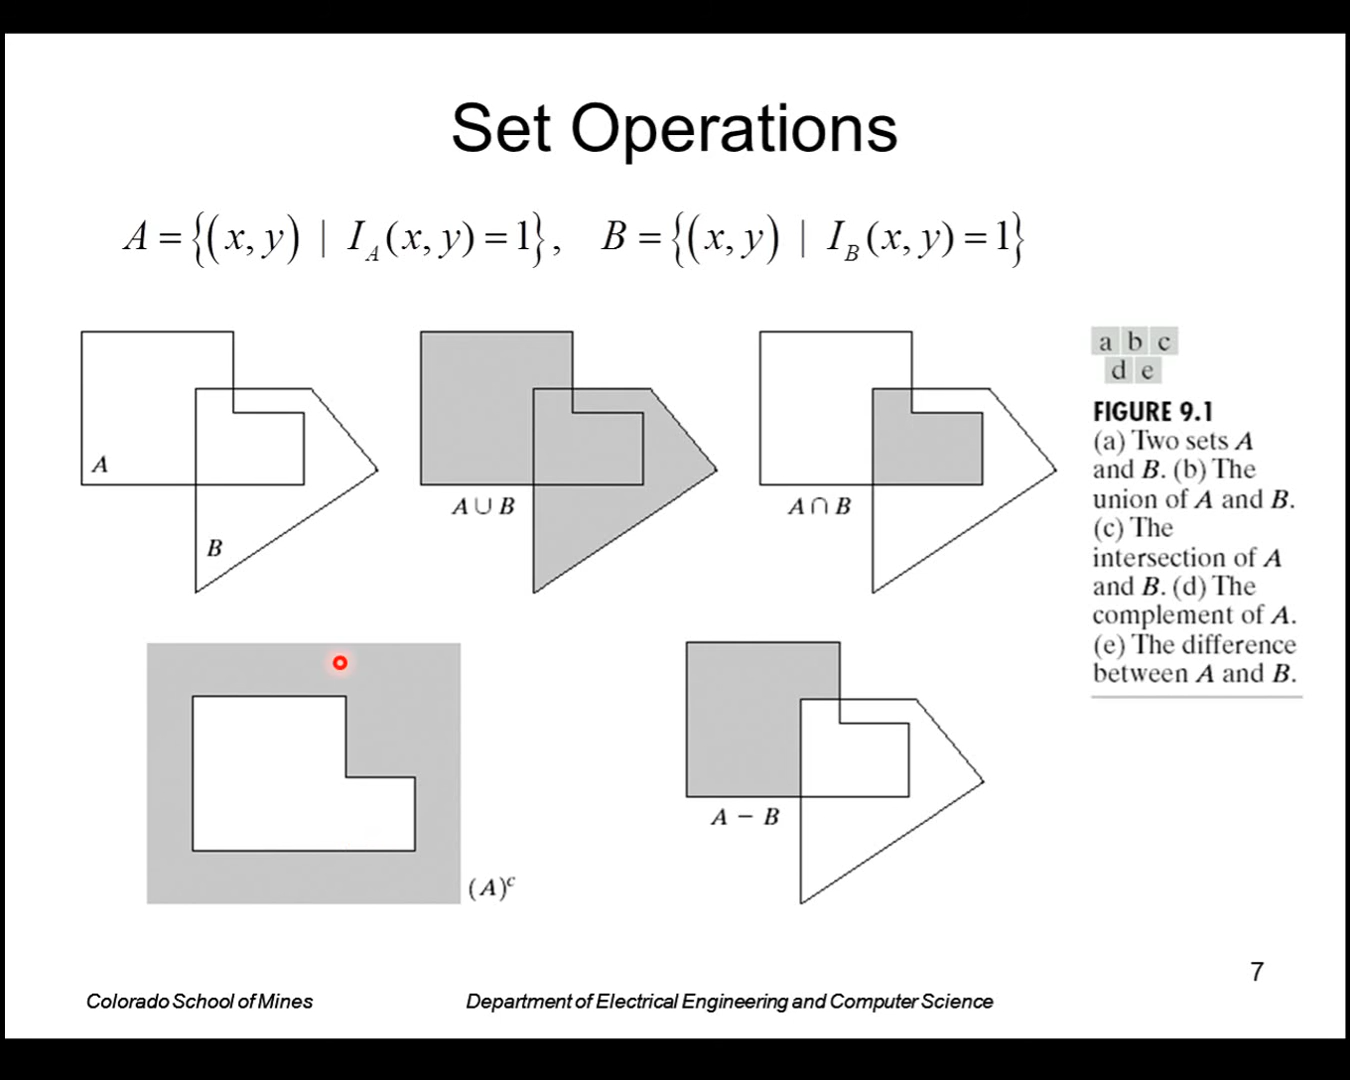 Set Operations
A = {(x, y) | I_A(x, y) = 1},   B = {(x, y) | I_B(x, y) = 1}
A
B
A ∪ B
A ∩ B
a b c
d e
FIGURE 9.1
(a) Two sets A
and B. (b) The
union of A and B.
(c) The
intersection of A
and B. (d) The
complement of A.
(e) The difference
between A and B.
(A)^c
A − B
7
Colorado School of Mines
Department of Electrical Engineering and Computer Science